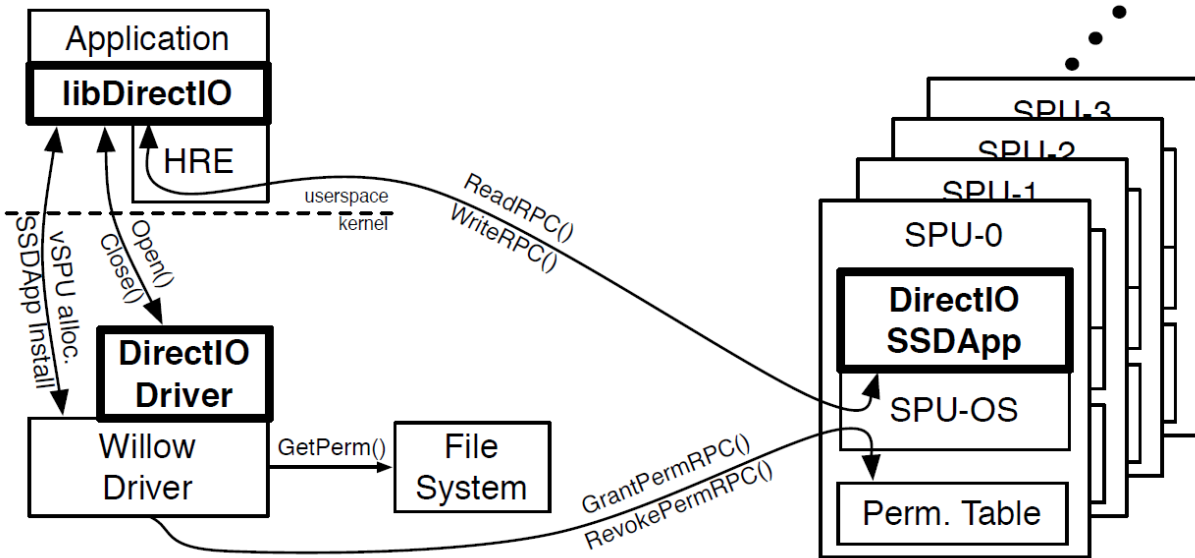 Application
libDirectIO
HRE
userspace
kernel
vSPU alloc.
SSDApp Install
Open()
Close()
DirectIO
Driver
Willow
Driver
GetPerm()
File
System
ReadRPC()
WriteRPC()
GrantPermRPC()
RevokePermRPC()
SPU-3
SPU-2
SPU-1
SPU-0
DirectIO
SSDApp
SPU-OS
Perm. Table